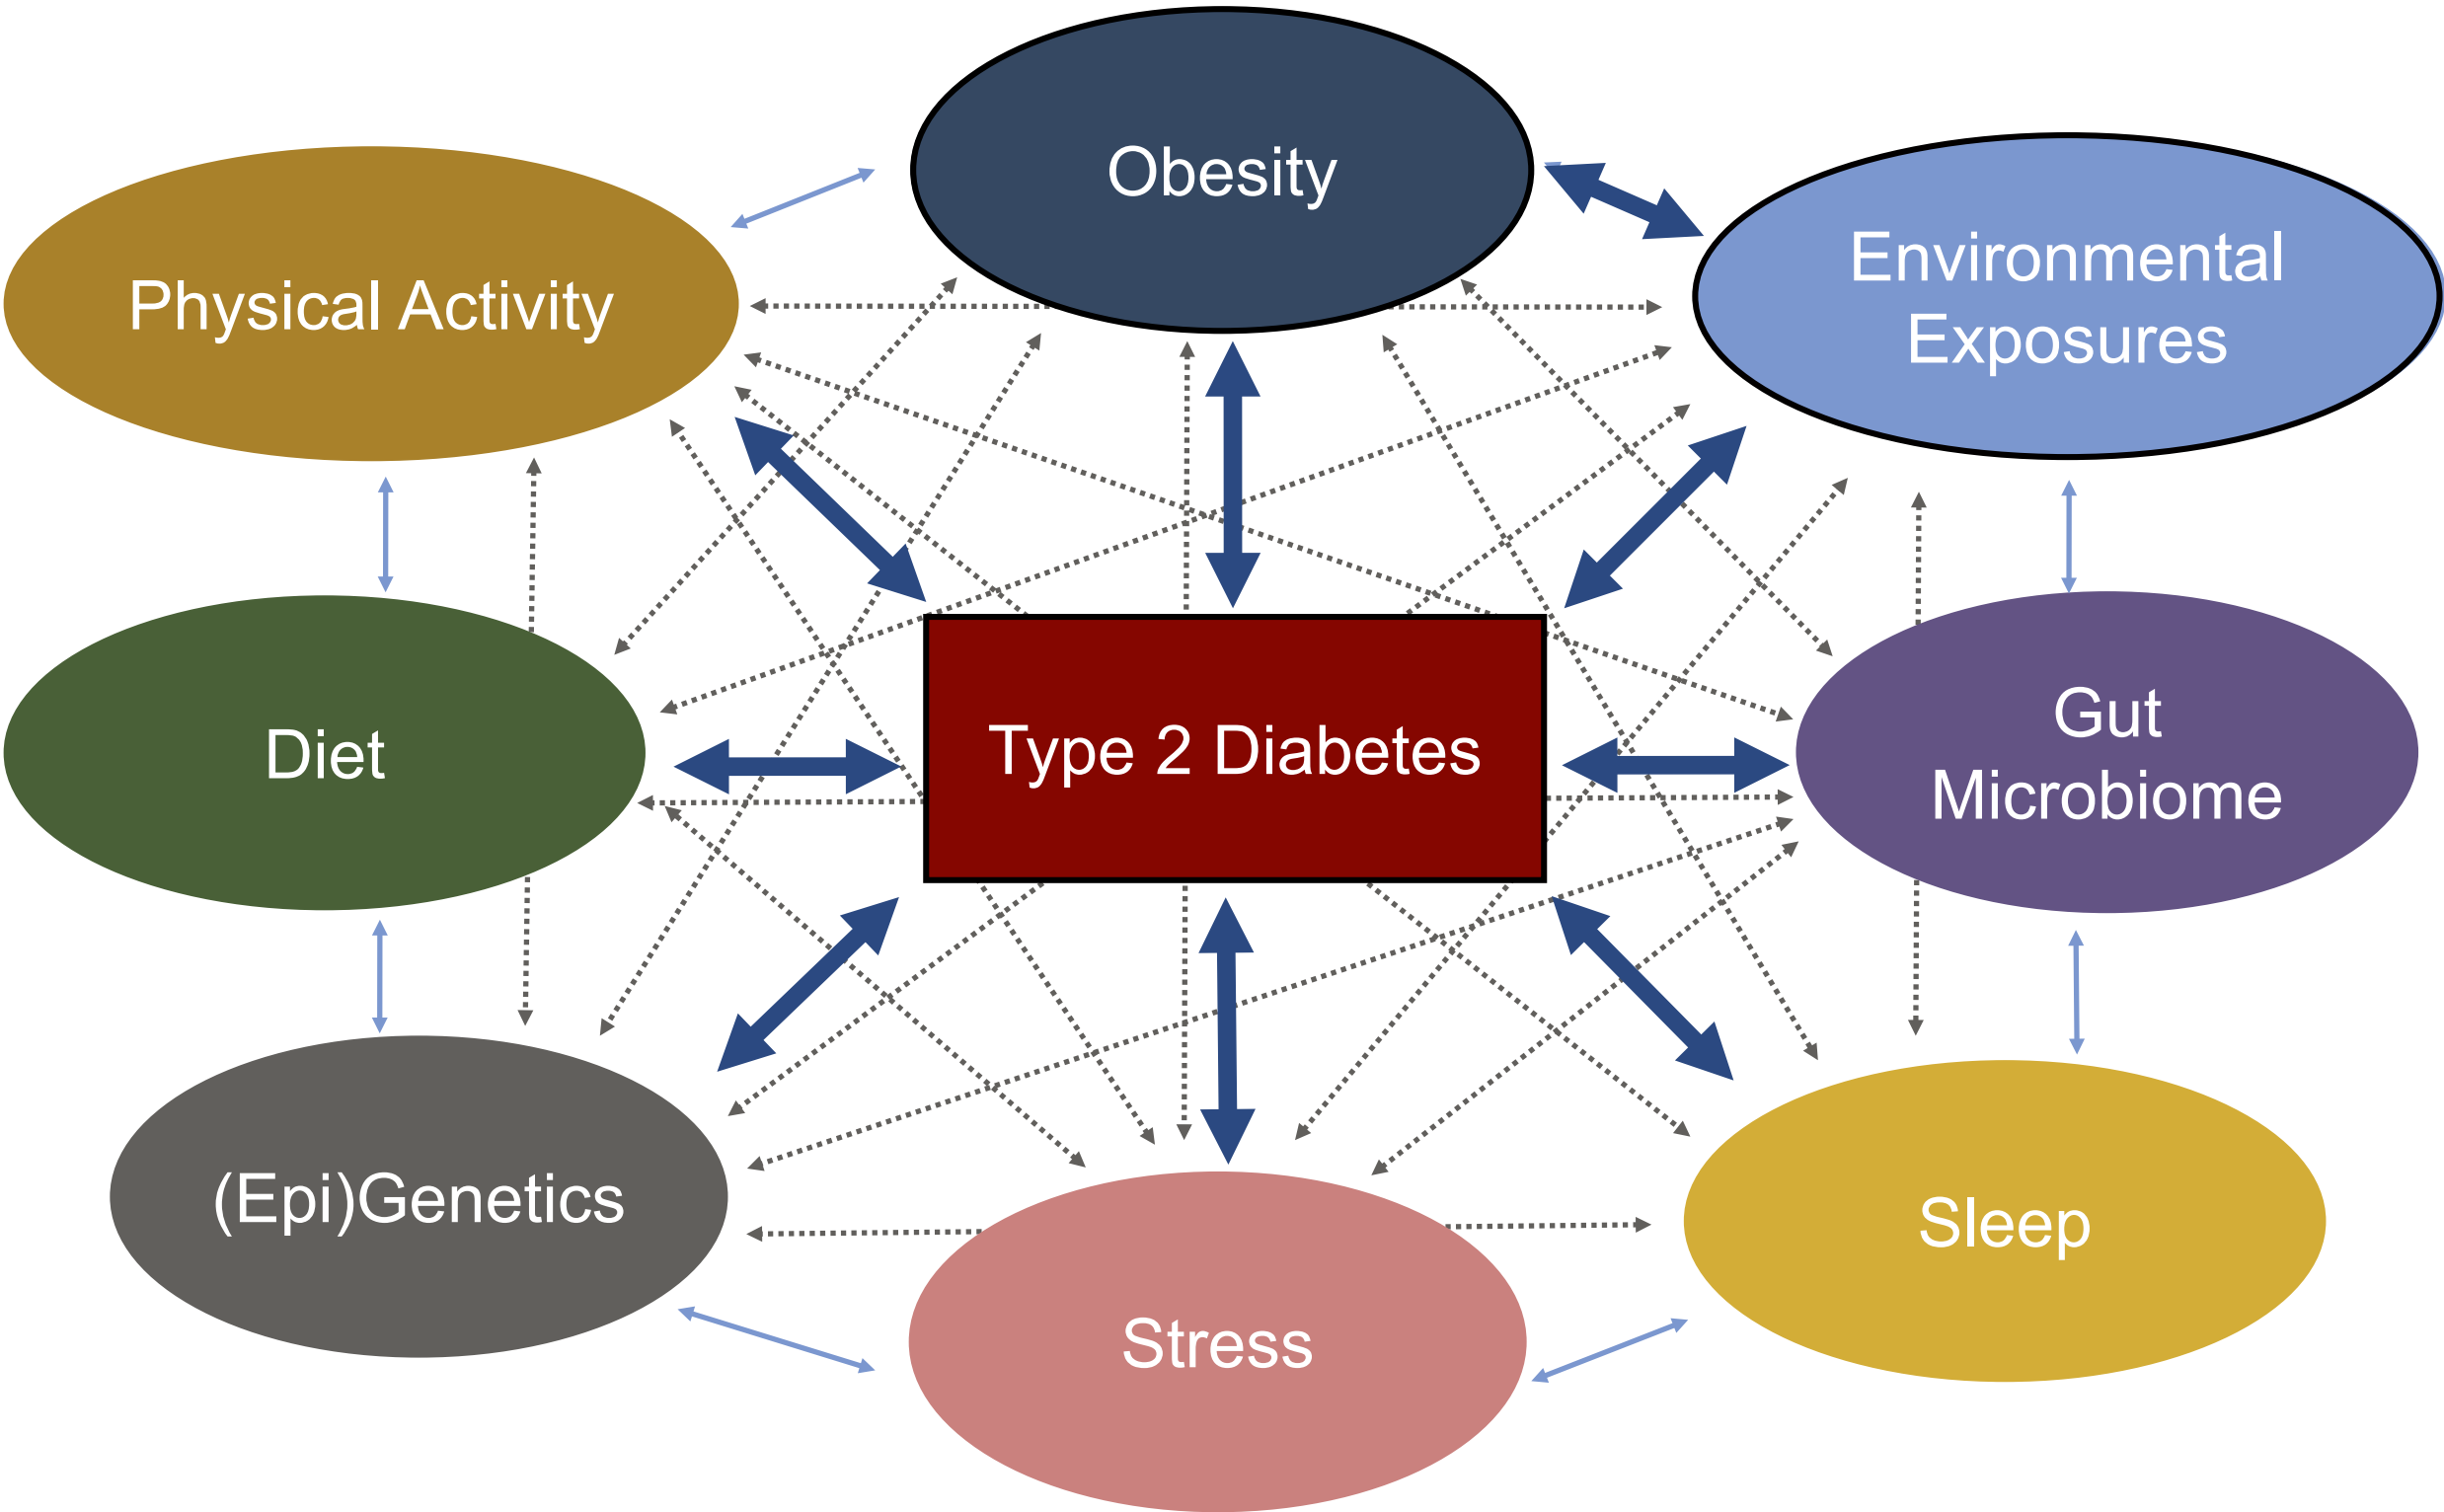 Obesity
Environmental
Exposures
Physical Activity
Gut
Microbiome
Type 2 Diabetes
Diet
(Epi)Genetics
Sleep
Stress